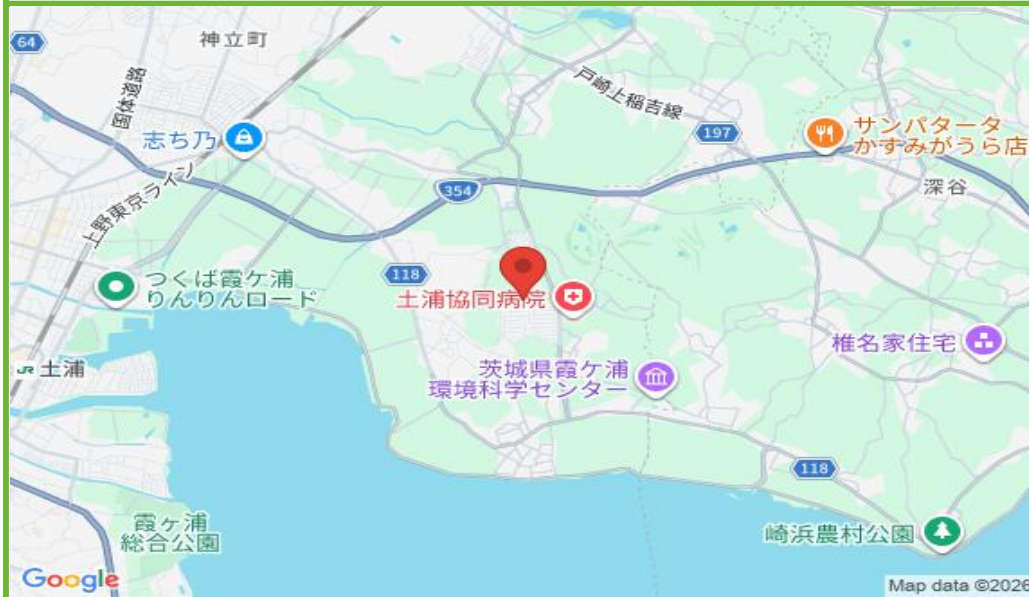 64
神立町
国体道路
戸崎上稲吉線
志ち乃
197
サンパタータ
かすみがうら店
354
深谷
上野東京ライン
つくば霞ケ浦
りんりんロード
118
土浦協同病院
椎名家住宅
JR 土浦
茨城県霞ケ浦
環境科学センター
118
霞ヶ浦
総合公園
崎浜農村公園
Google
Map data ©2026